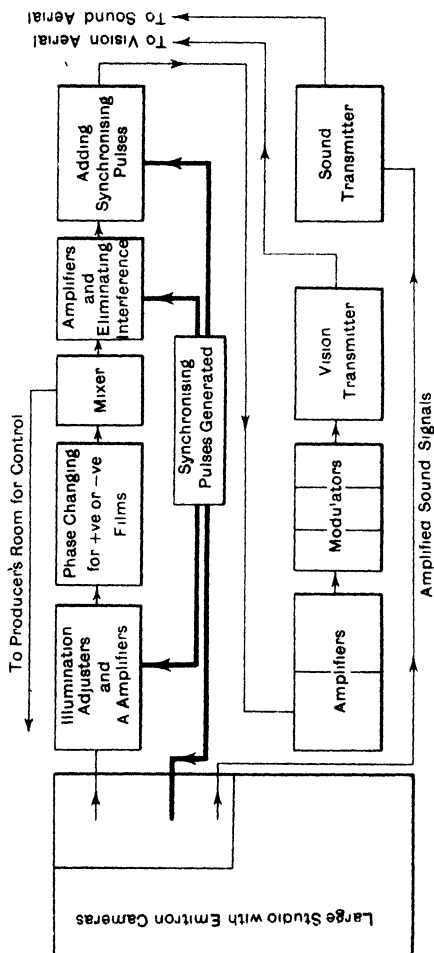 To Sound Aerial
To Vision Aerial
To Producer's Room for Control
Illumination
Adjusters
and
A Amplifiers
Phase Changing
for +ve or –ve
Films
Mixer
Amplifiers
and
Eliminating
Interference
Adding
Synchronising
Pulses
Synchronising
Pulses Generated
Large Studio with Emitron Cameras
Amplifiers
Modulators
Vision
Transmitter
Sound
Transmitter
Amplified Sound Signals